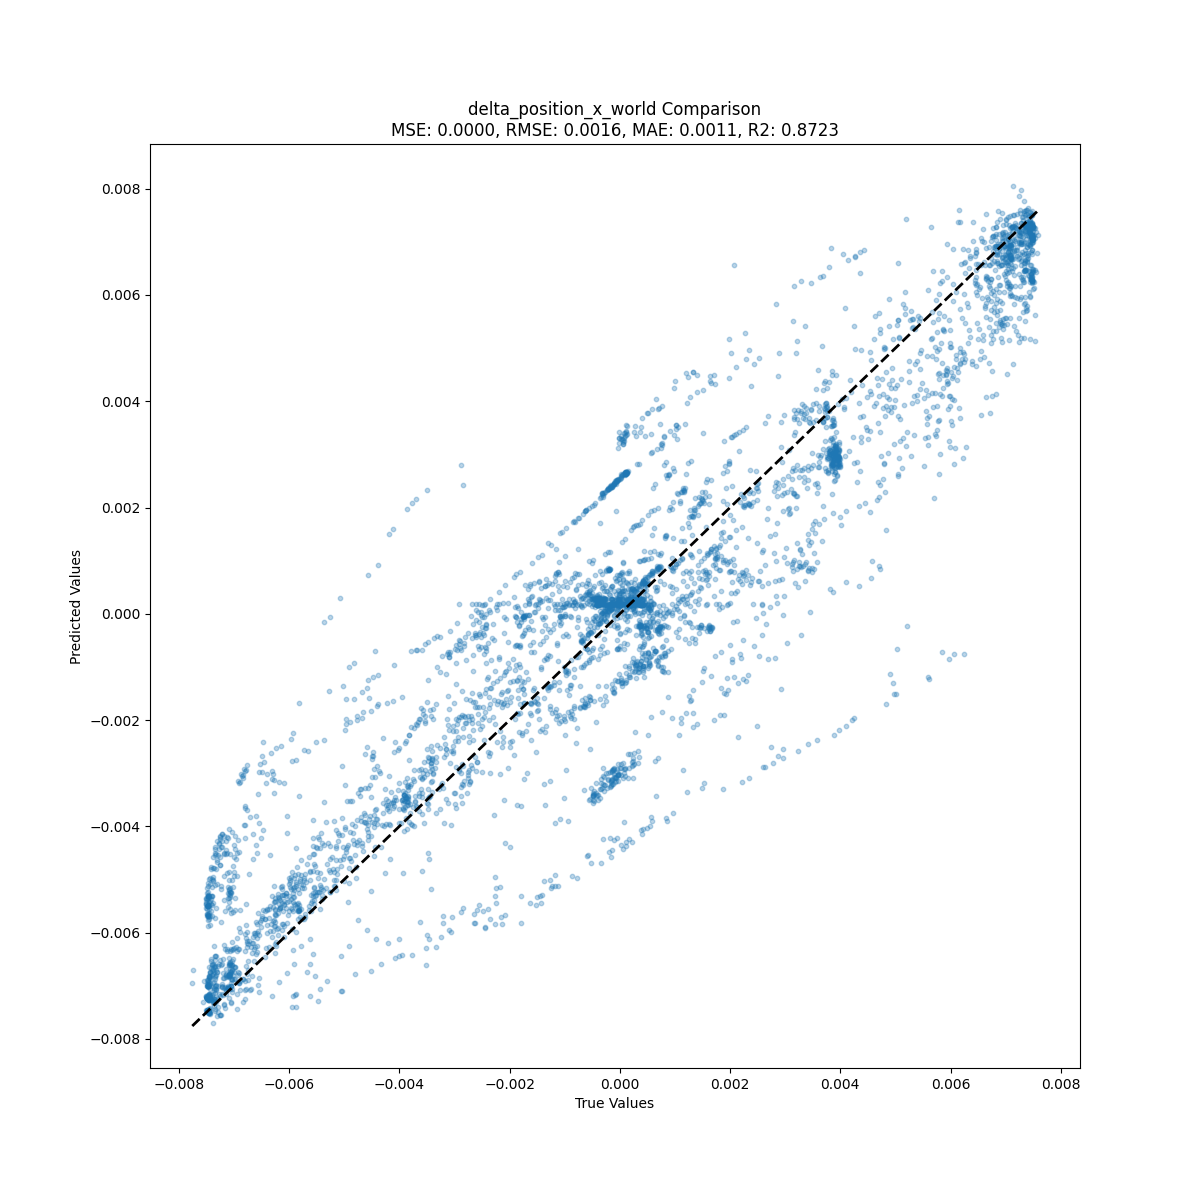 delta_position_x_world Comparison
MSE: 0.0000, RMSE: 0.0016, MAE: 0.0011, R2: 0.8723
0.008
0.006
0.004
0.002
0.000
−0.002
−0.004
−0.006
−0.008
Predicted Values
−0.008 −0.006 −0.004 −0.002 0.000 0.002 0.004 0.006 0.008
True Values